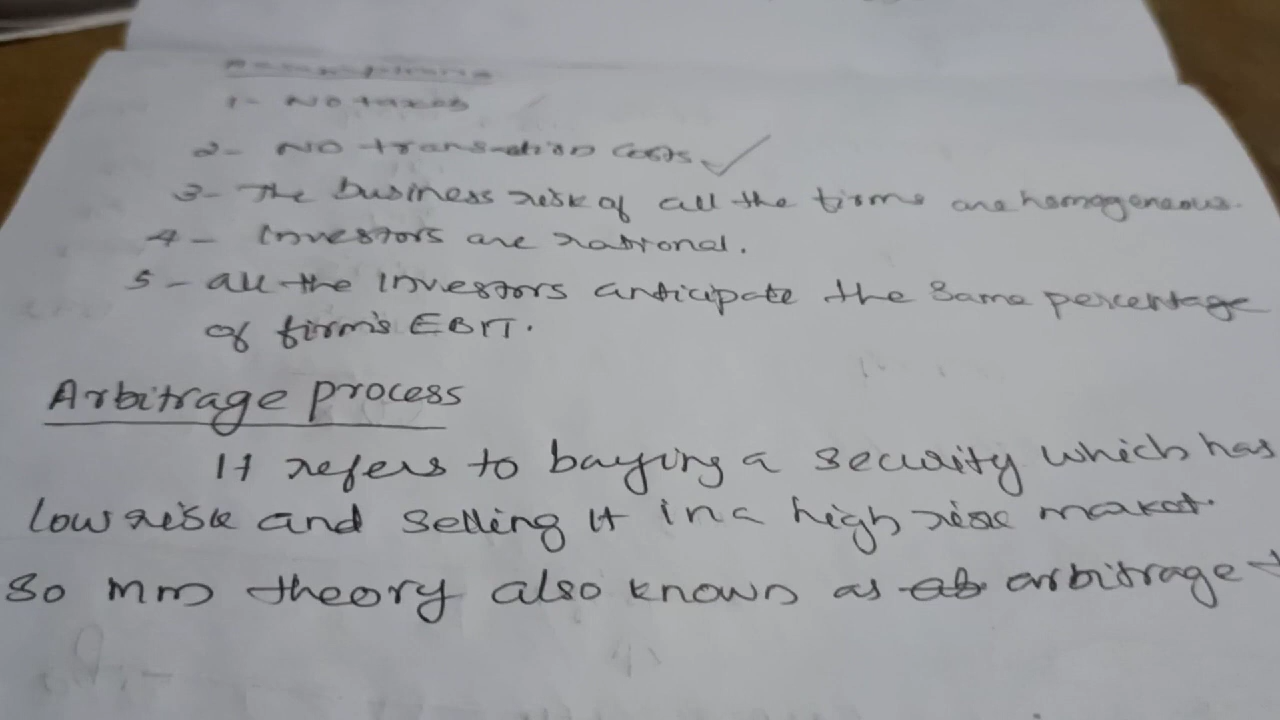 Assumptions
1- NO taxes
2- NO transaction costs ✓
3- The business risk of all the firms are homogeneous.
4- Investors are rational.
5- all the investors anticipate the same percentage
of firm's EBIT.
Arbitrage process
It refers to buying a security which has
low risk and selling it in a high risk market.
So mm theory also known as ab arbitrage